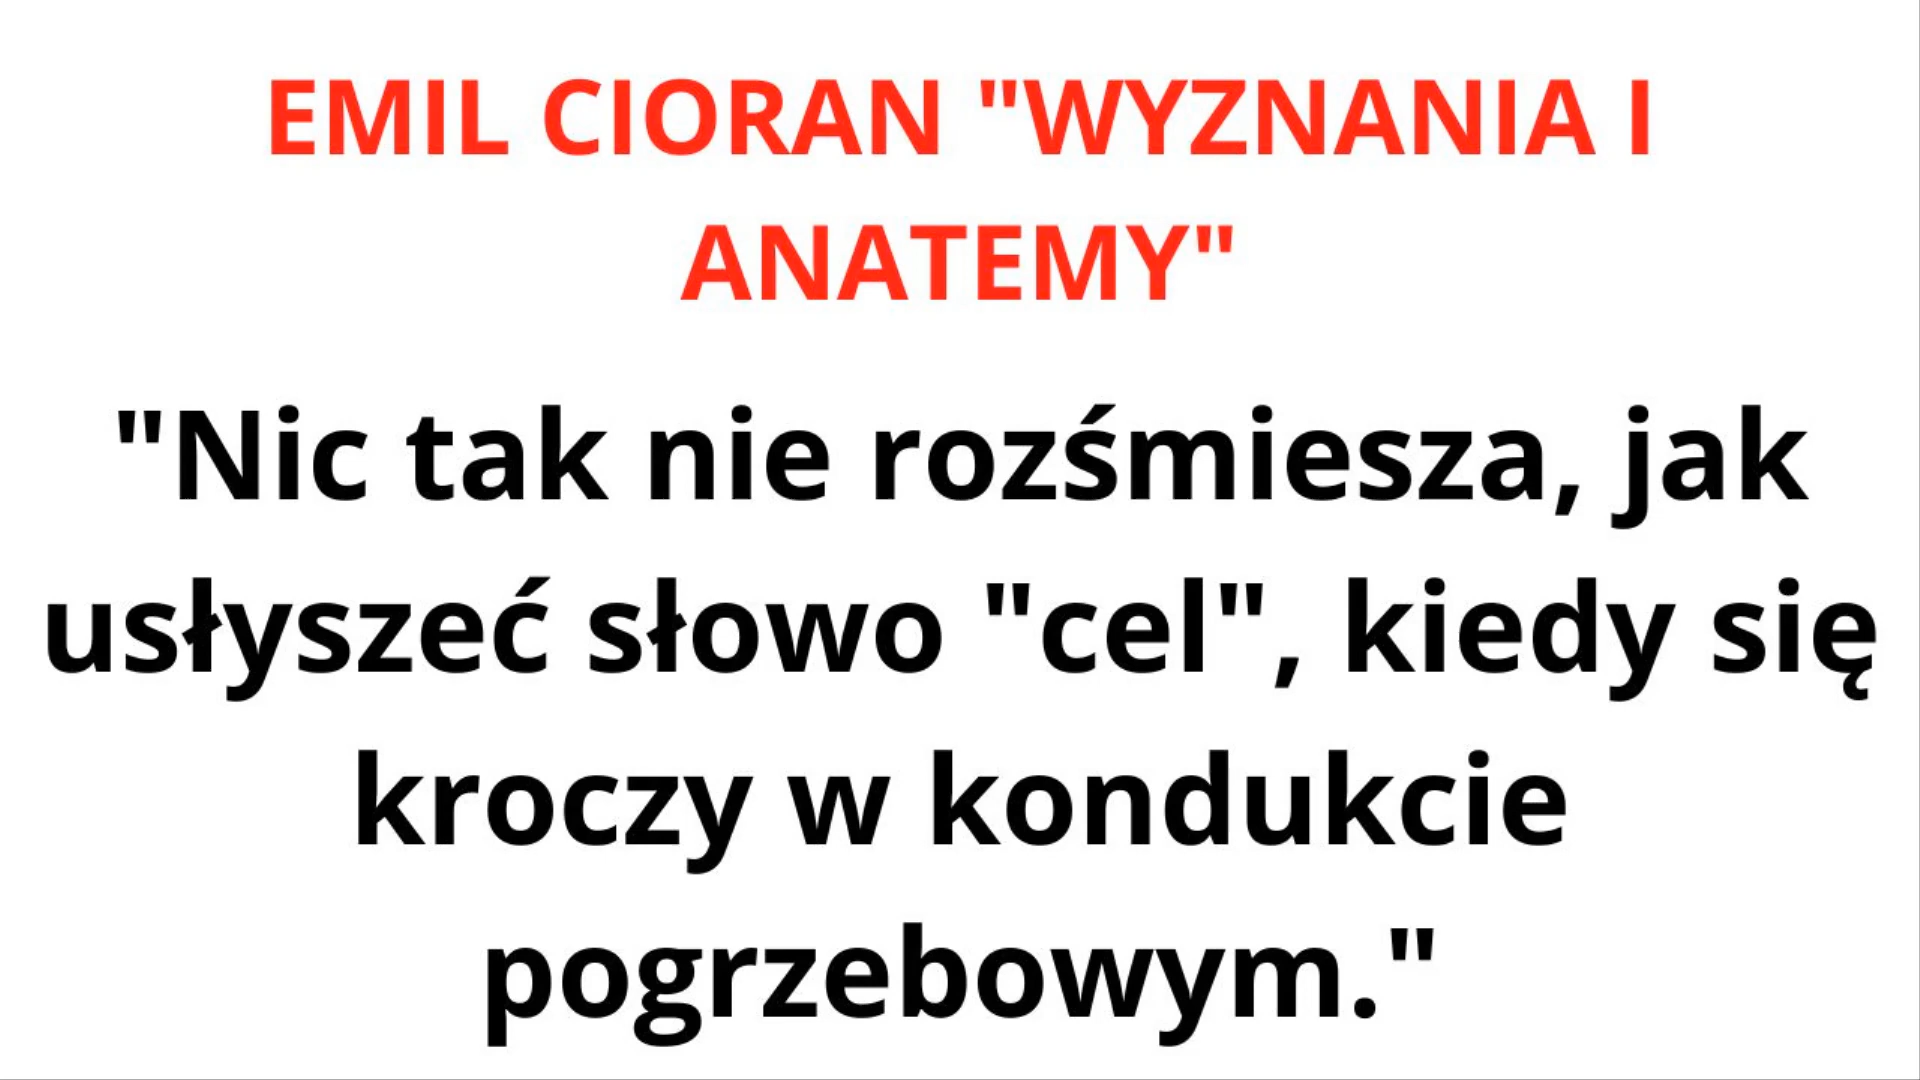 EMIL CIORAN "WYZNANIA I
ANATEMY"
"Nic tak nie rozśmiesza, jak
usłyszeć słowo "cel", kiedy się
kroczy w kondukcie
pogrzebowym."